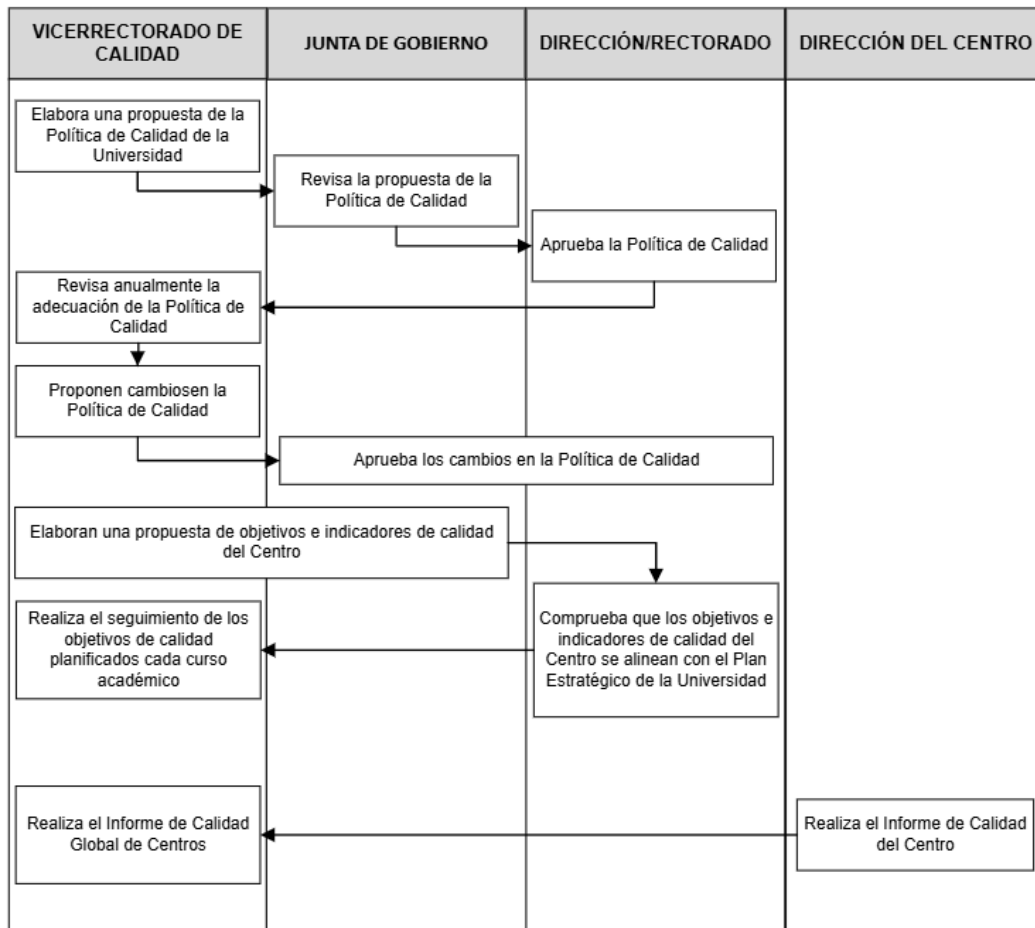 VICERRECTORADO DE
CALIDAD
JUNTA DE GOBIERNO
DIRECCIÓN/RECTORADO
DIRECCIÓN DEL CENTRO
Elabora una propuesta de la
Política de Calidad de la
Universidad
Revisa la propuesta de la
Política de Calidad
Aprueba la Política de Calidad
Revisa anualmente la
adecuación de la Política de
Calidad
Proponen cambiosen la
Política de Calidad
Aprueba los cambios en la Política de Calidad
Elaboran una propuesta de objetivos e indicadores de calidad
del Centro
Realiza el seguimiento de los
objetivos de calidad
planificados cada curso
académico
Comprueba que los objetivos e
indicadores de calidad del
Centro se alinean con el Plan
Estratégico de la Universidad
Realiza el Informe de Calidad
Global de Centros
Realiza el Informe de Calidad
del Centro